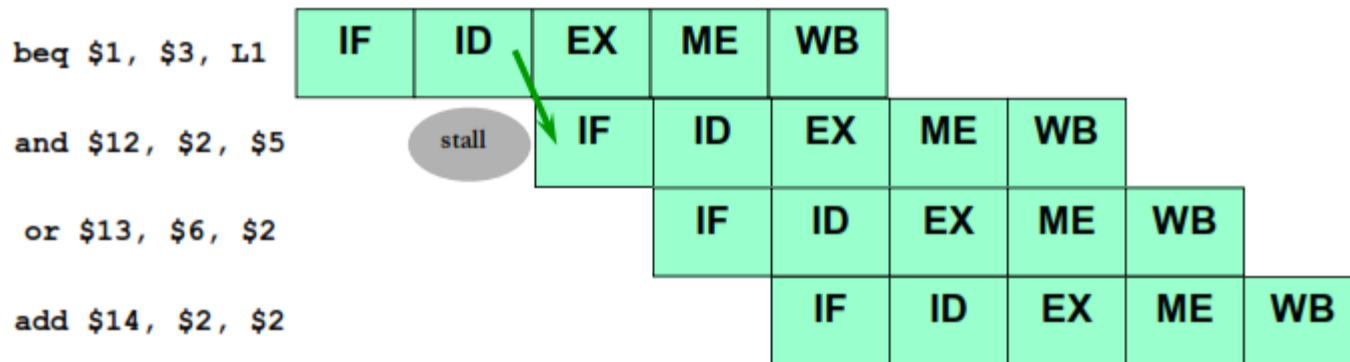 beq $1, $3, L1 IF ID EX ME WB
and $12, $2, $5 stall IF ID EX ME WB
or $13, $6, $2 IF ID EX ME WB
add $14, $2, $2 IF ID EX ME WB